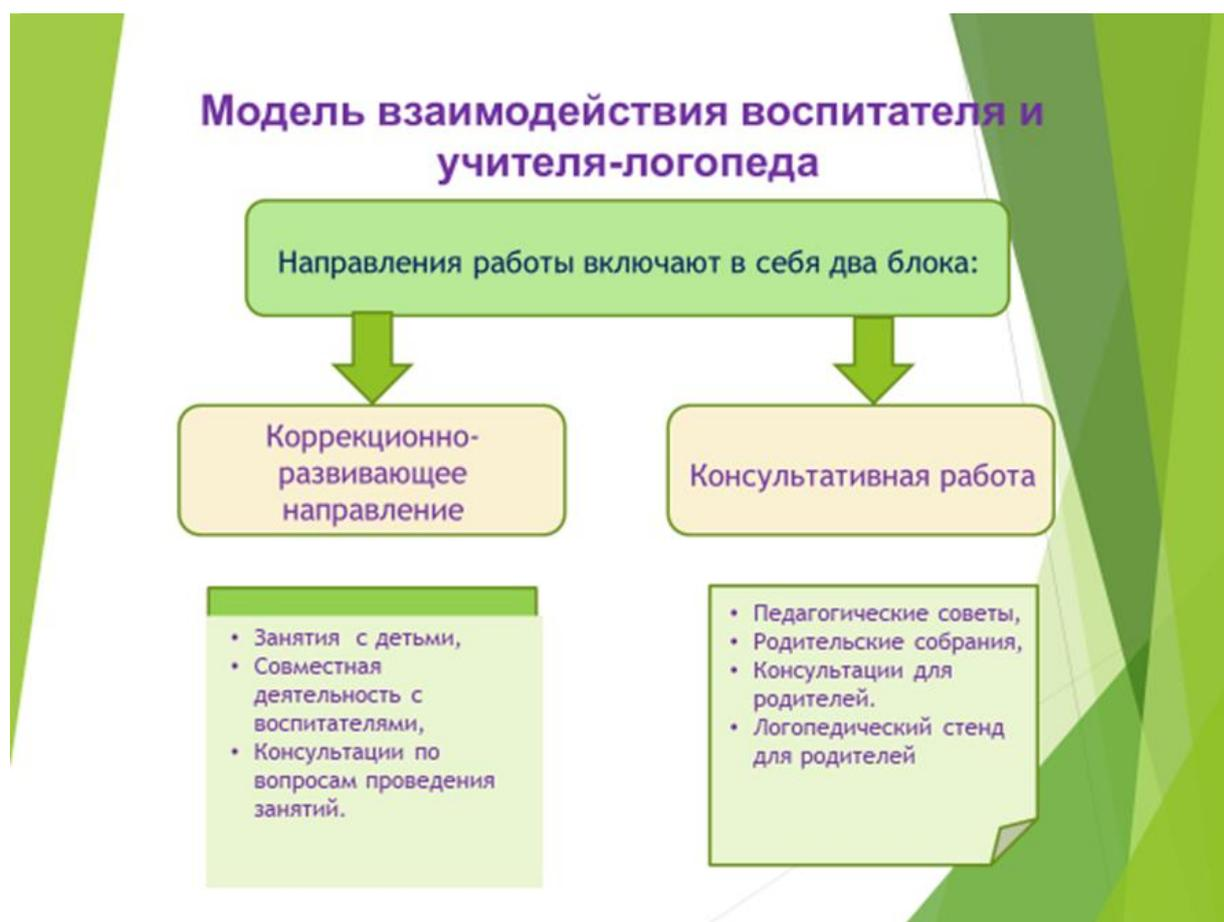 Модель взаимодействия воспитателя и
учителя-логопеда
Направления работы включают в себя два блока:
Коррекционно-
развивающее
направление
Консультативная работа
• Занятия с детьми,
• Совместная
деятельность с
воспитателями,
• Консультации по
вопросам проведения
занятий.
• Педагогические советы,
• Родительские собрания,
• Консультации для
родителей.
• Логопедический стенд
для родителей